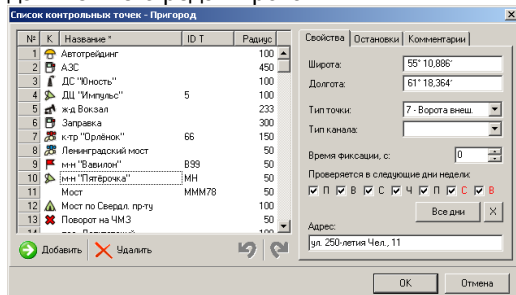 Список контрольных точек - Пригород
№ К Название * ID Т Радиус
1 Автотрейдинг 100
2 АЗС 450
3 ДС "Юность" 100
4 ДЦ "Импульс" 5 100
5 ж-д Вокзал 233
6 Заправка 300
7 к-тр "Орлёнок" 66 150
8 Ленинградский мост 50
9 м-н "Вавилон" В99 50
10 м-н "Пятёрочка" МН 50
11 Мост МММ78 50
12 Мост по Свердл. пр-ту 100
13 Поворот на ЧМЗ 50
Добавить Удалить
Свойства Остановки Комментарии
Широта: 55° 10,886'
Долгота: 61° 18,364'
Тип точки: 7 - Ворота внеш.
Тип канала:
Время фиксации, с: 0
Проверяется в следующие дни недели:
П В С Ч П С В
Все дни X
Адрес:
ул. 250-летия Чел., 11
OK Отмена